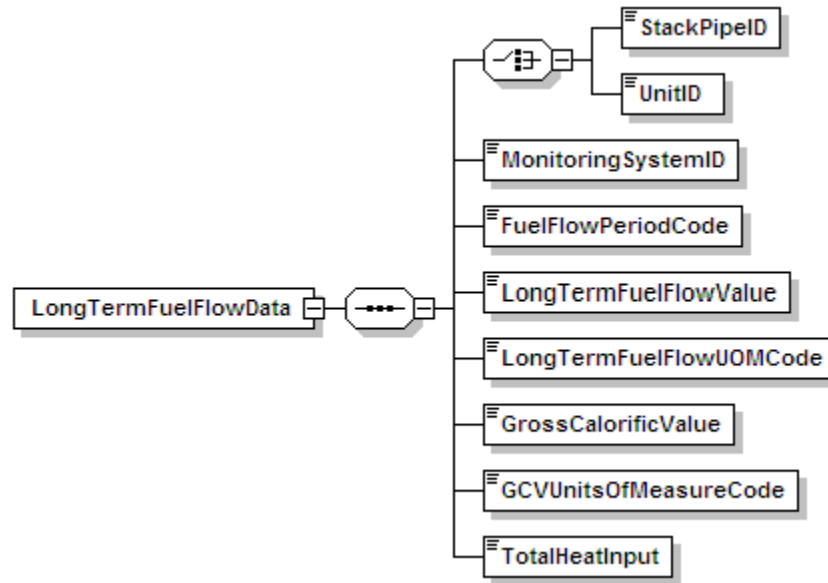 StackPipeID
UnitID
MonitoringSystemID
FuelFlowPeriodCode
LongTermFuelFlowData
LongTermFuelFlowValue
LongTermFuelFlowUOMCode
GrossCalorificValue
GCVUnitsOfMeasureCode
TotalHeatInput